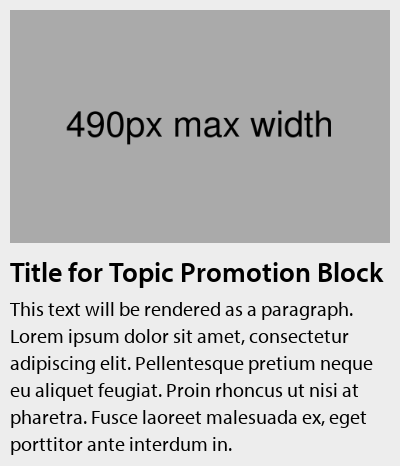 490px max width
Title for Topic Promotion Block
This text will be rendered as a paragraph.
Lorem ipsum dolor sit amet, consectetur
adipiscing elit. Pellentesque pretium neque
eu aliquet feugiat. Proin rhoncus ut nisi at
pharetra. Fusce laoreet malesuada ex, eget
porttitor ante interdum in.